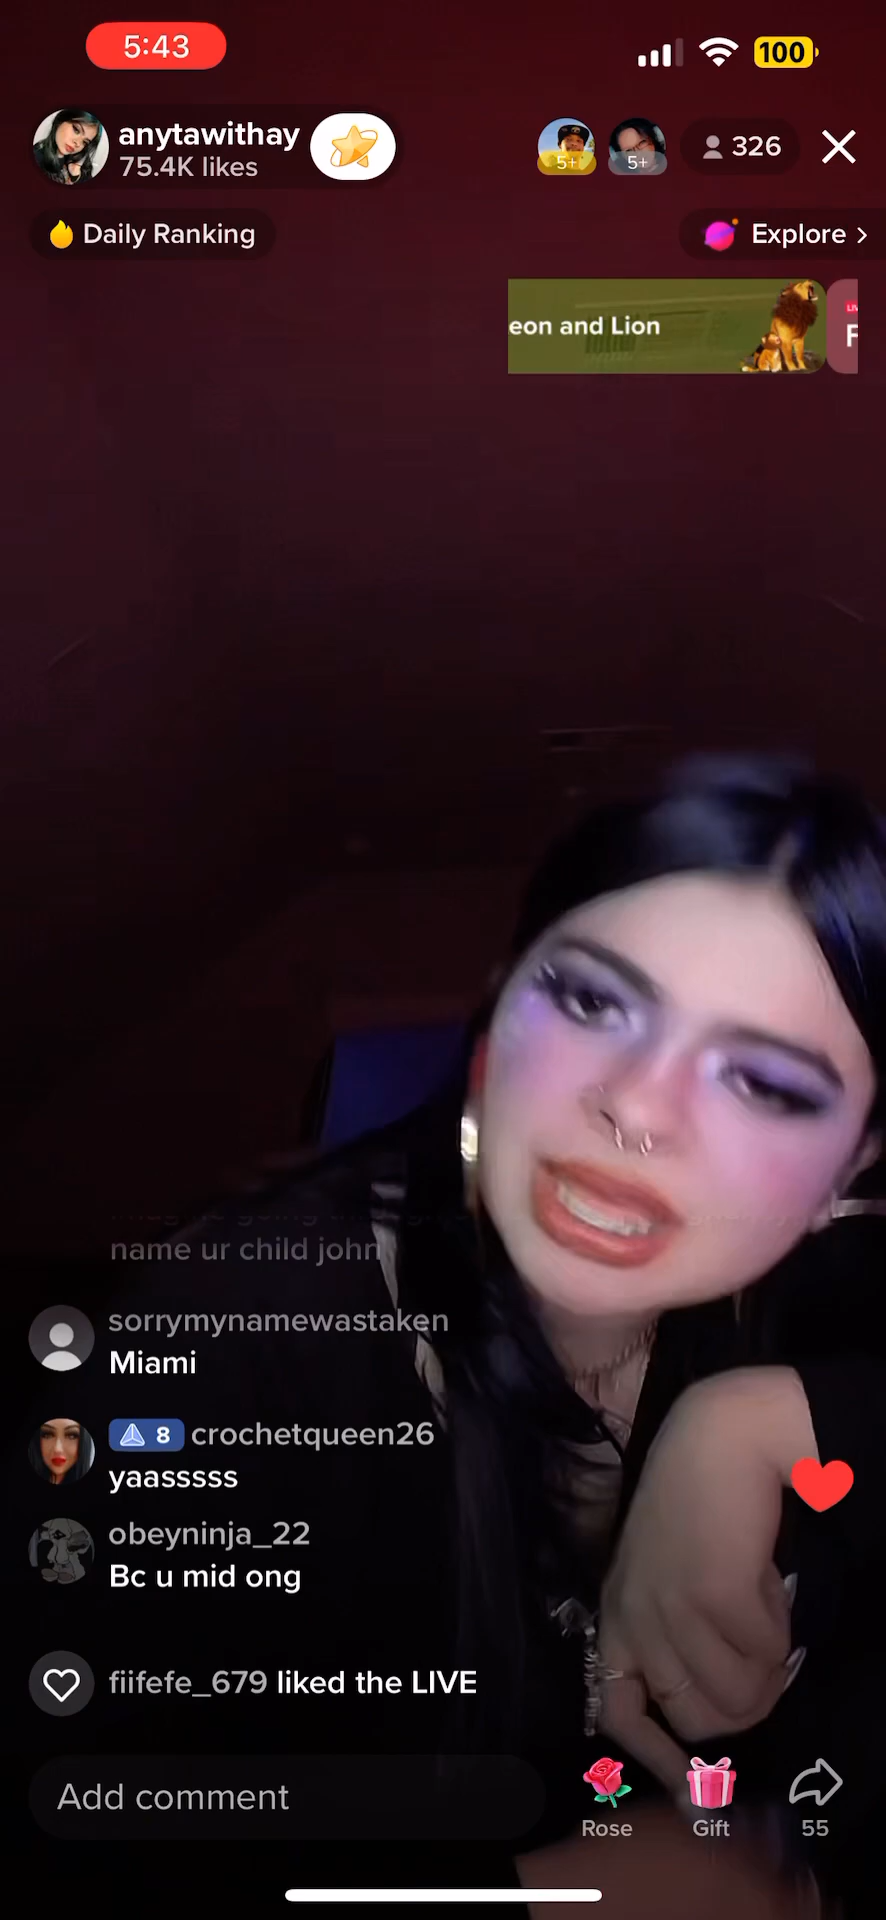 5:43
100
anytawithay
75.4K likes
5+
5+
326
Daily Ranking
Explore >
eon and Lion
name ur child john
sorrymynamewastaken
Miami
8 crochetqueen26
yaasssss
obeyninja_22
Bc u mid ong
fiifefe_679 liked the LIVE
Add comment
Rose
Gift
55